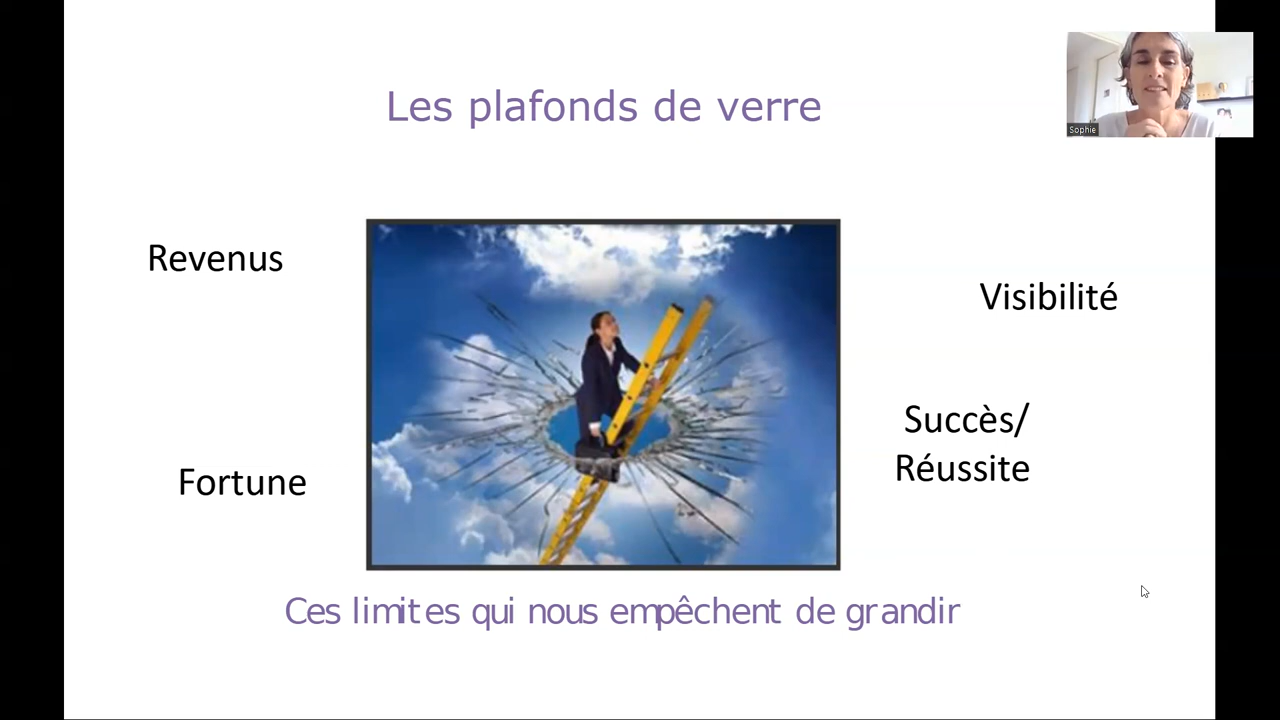 Les plafonds de verre
Sophie
Revenus
Visibilité
Succès/
Réussite
Fortune
Ces limites qui nous empêchent de grandir